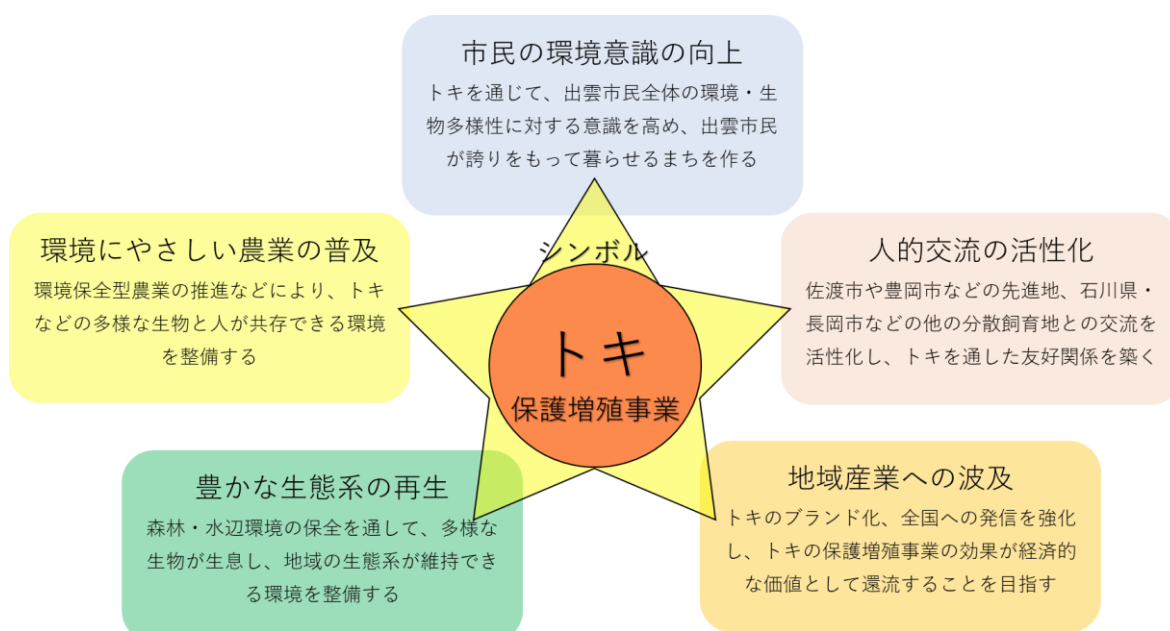 市民の環境意識の向上
トキを通じて、出雲市民全体の環境・生
物多様性に対する意識を高め、出雲市民
が誇りをもって暮らせるまちを作る
環境にやさしい農業の普及
環境保全型農業の推進などにより、トキ
などの多様な生物と人が共存できる環境
を整備する
シンボル
トキ
保護増殖事業
人的交流の活性化
佐渡市や豊岡市などの先進地、石川県・
長岡市などの他の分散飼育地との交流を
活性化し、トキを通した友好関係を築く
豊かな生態系の再生
森林・水辺環境の保全を通して、多様な
生物が生息し、地域の生態系が維持でき
る環境を整備する
地域産業への波及
トキのブランド化、全国への発信を強化
し、トキの保護増殖事業の効果が経済的
な価値として還流することを目指す